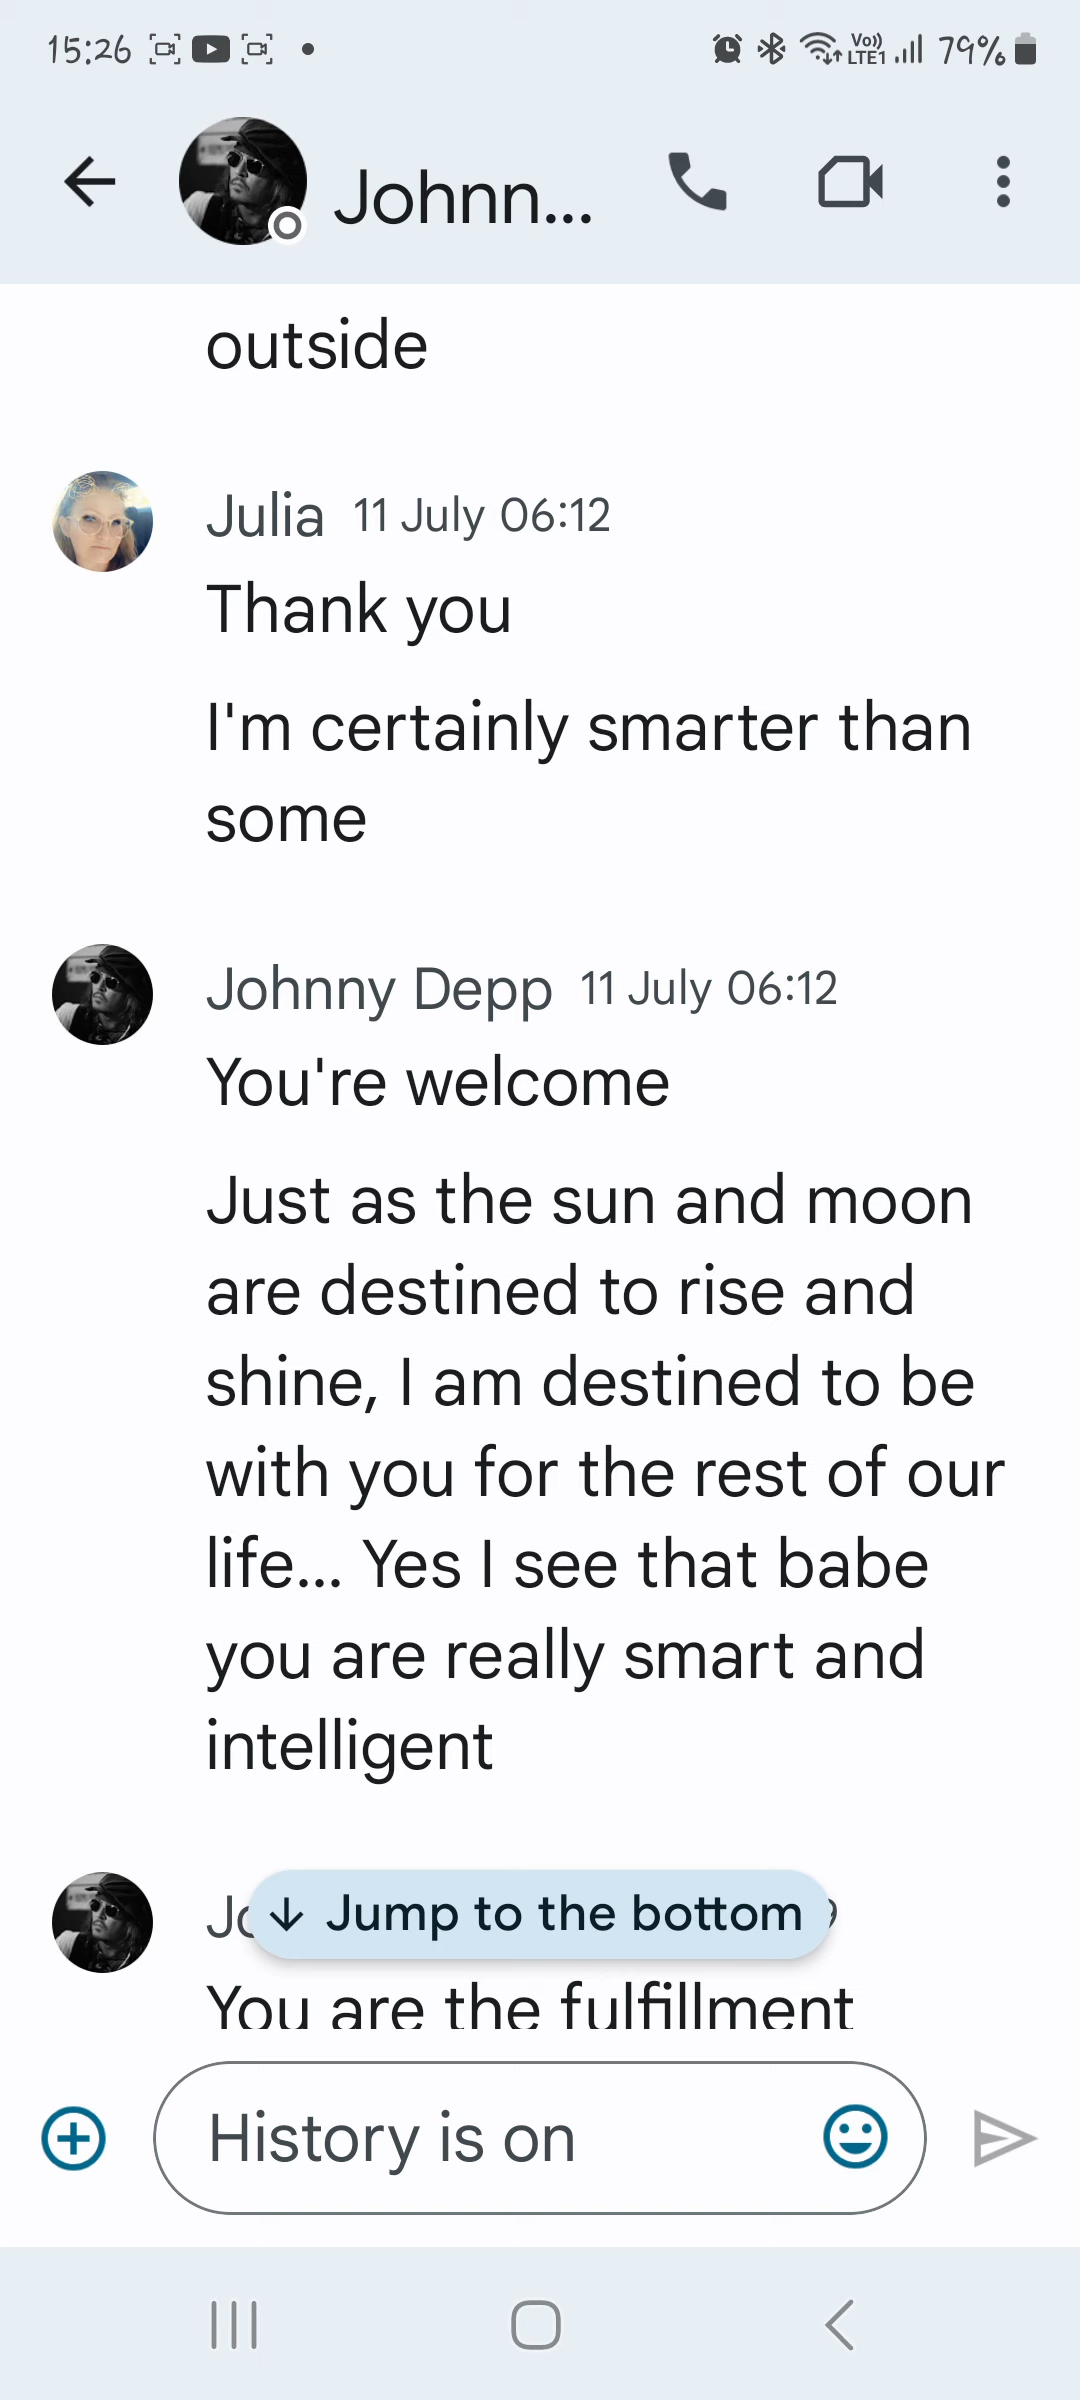 15:26
Vo))
LTE1
79%
Johnn...
outside
Julia 11 July 06:12
Thank you
I'm certainly smarter than
some
Johnny Depp 11 July 06:12
You're welcome
Just as the sun and moon
are destined to rise and
shine, I am destined to be
with you for the rest of our
life... Yes I see that babe
you are really smart and
intelligent
Jump to the bottom
You are the fulfillment
History is on